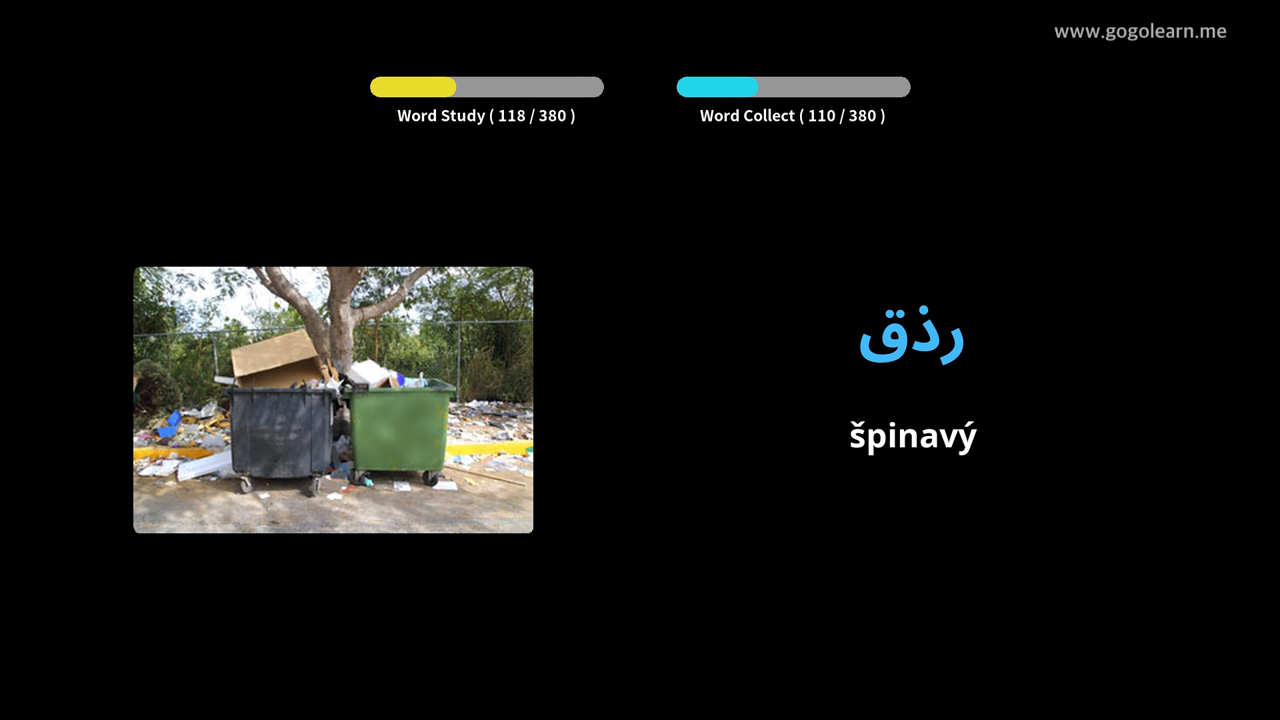 www.gogolearn.me
Word Study ( 118 / 380 )
Word Collect ( 110 / 380 )
رذق
špinavý